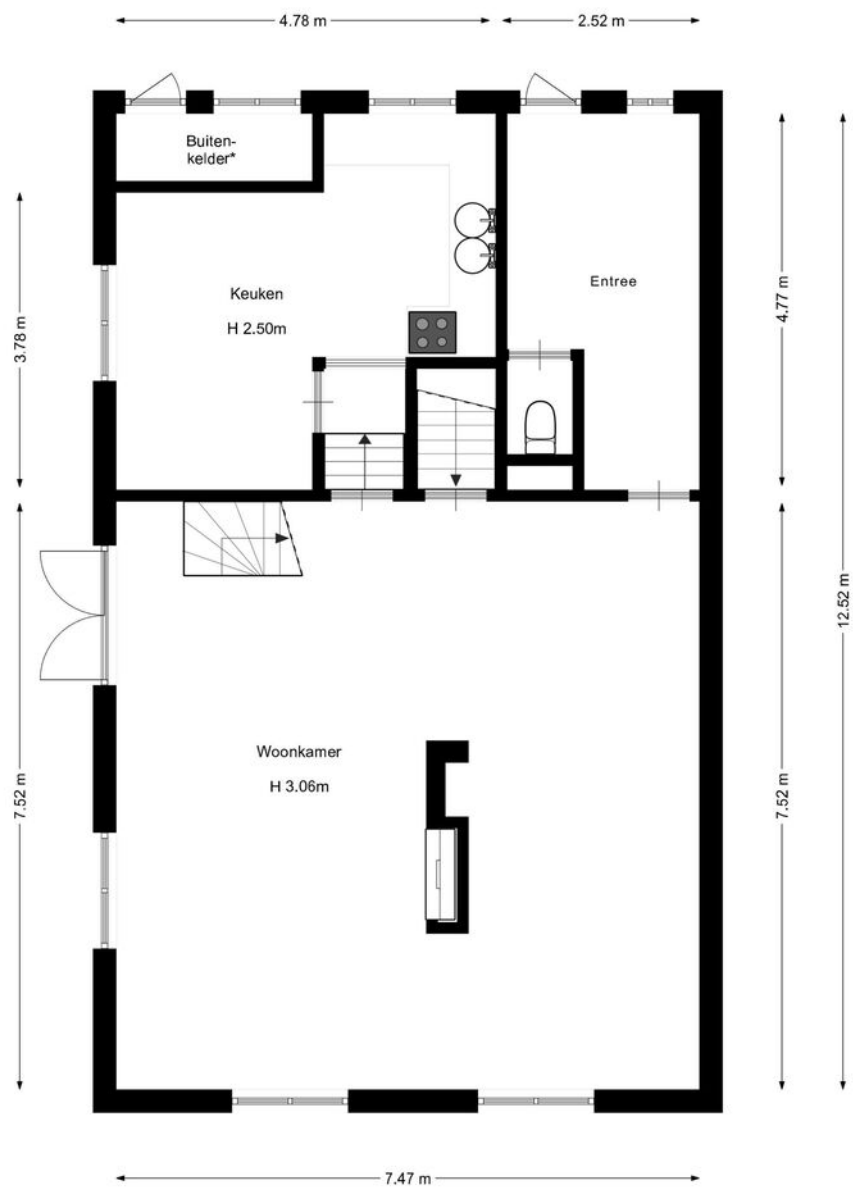 4.78 m
2.52 m
Buiten-
kelder*
Entree
Keuken
H 2.50m
3.78 m
4.77 m
12.52 m
Woonkamer
H 3.06m
7.52 m
7.52 m
7.47 m